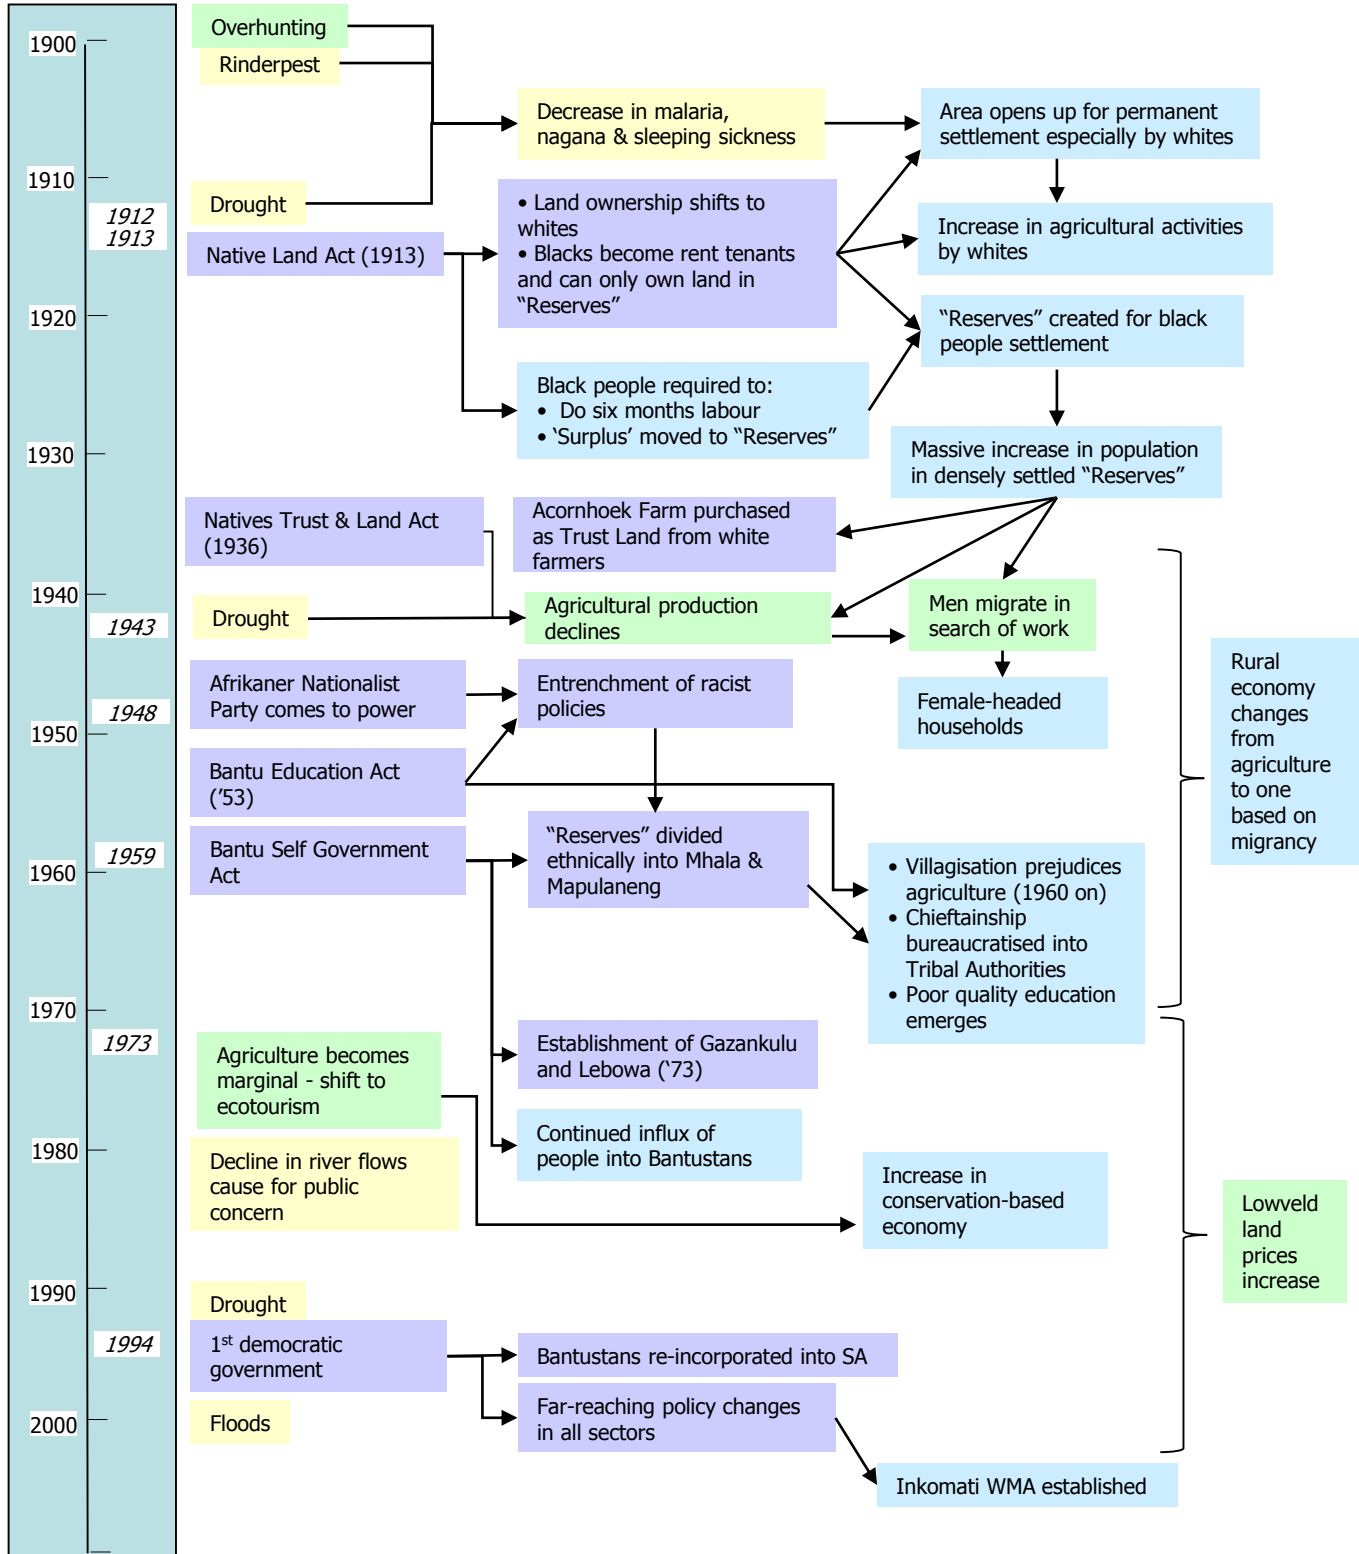 1900
1910
1912
1913
1920
1930
1940
1943
1948
1950
1959
1960
1970
1973
1980
1990
1994
2000
Overhunting
Rinderpest
Decrease in malaria,
nagana & sleeping sickness
Area opens up for permanent
settlement especially by whites
Drought
• Land ownership shifts to
whites
• Blacks become rent tenants
and can only own land in
“Reserves”
Increase in agricultural activities
by whites
Native Land Act (1913)
“Reserves” created for black
people settlement
Black people required to:
• Do six months labour
• ‘Surplus’ moved to “Reserves”
Massive increase in population
in densely settled “Reserves”
Natives Trust & Land Act
(1936)
Acornhoek Farm purchased
as Trust Land from white
farmers
Drought
Agricultural production
declines
Men migrate in
search of work
Afrikaner Nationalist
Party comes to power
Entrenchment of racist
policies
Female-headed
households
Rural
economy
changes
from
agriculture
to one
based on
migrancy
Bantu Education Act
(’53)
Bantu Self Government
Act
“Reserves” divided
ethnically into Mhala &
Mapulaneng
• Villagisation prejudices
agriculture (1960 on)
• Chieftainship
bureaucratised into
Tribal Authorities
• Poor quality education
emerges
Agriculture becomes
marginal - shift to
ecotourism
Establishment of Gazankulu
and Lebowa (‘73)
Continued influx of
people into Bantustans
Decline in river flows
cause for public
concern
Increase in
conservation-based
economy
Lowveld
land
prices
increase
Drought
1st democratic
government
Bantustans re-incorporated into SA
Far-reaching policy changes
in all sectors
Floods
Inkomati WMA established